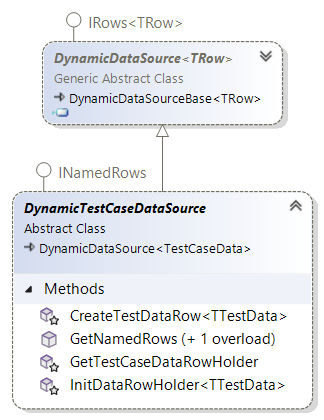 IRows<TRow>
DynamicDataSource<TRow>
Generic Abstract Class
DynamicDataSourceBase<TRow>
INamedRows
DynamicTestCaseDataSource
Abstract Class
DynamicDataSource<TestCaseData>
Methods
CreateTestDataRow<TTestData>
GetNamedRows (+ 1 overload)
GetTestCaseDataRowHolder
InitDataRowHolder<TTestData>